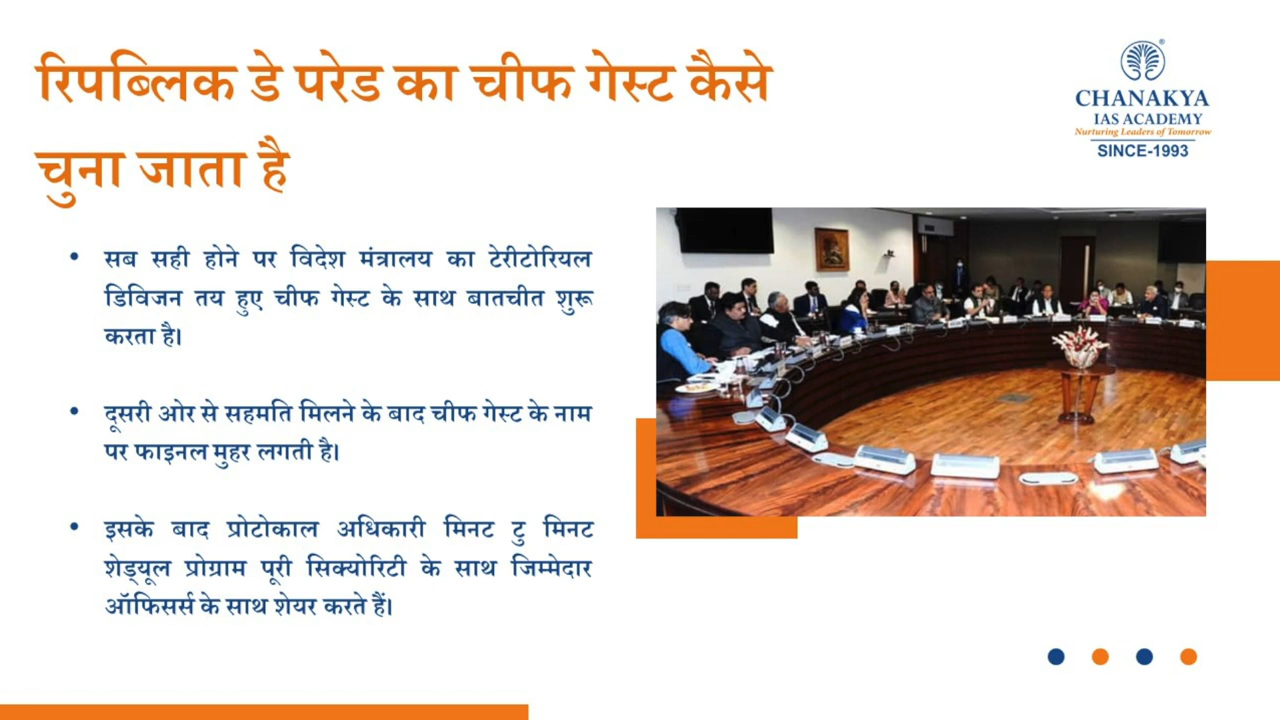 रिपब्लिक डे परेड का चीफ गेस्ट कैसे
चुना जाता है
®
CHANAKYA
IAS ACADEMY
Nurturing Leaders of Tomorrow
SINCE-1993
• सब सही होने पर विदेश मंत्रालय का टेरीटोरियल
डिविजन तय हुए चीफ गेस्ट के साथ बातचीत शुरू
करता है।
• दूसरी ओर से सहमति मिलने के बाद चीफ गेस्ट के नाम
पर फाइनल मुहर लगती है।
• इसके बाद प्रोटोकाल अधिकारी मिनट टु मिनट
शेड्यूल प्रोग्राम पूरी सिक्योरिटी के साथ जिम्मेदार
ऑफिसर्स के साथ शेयर करते हैं।